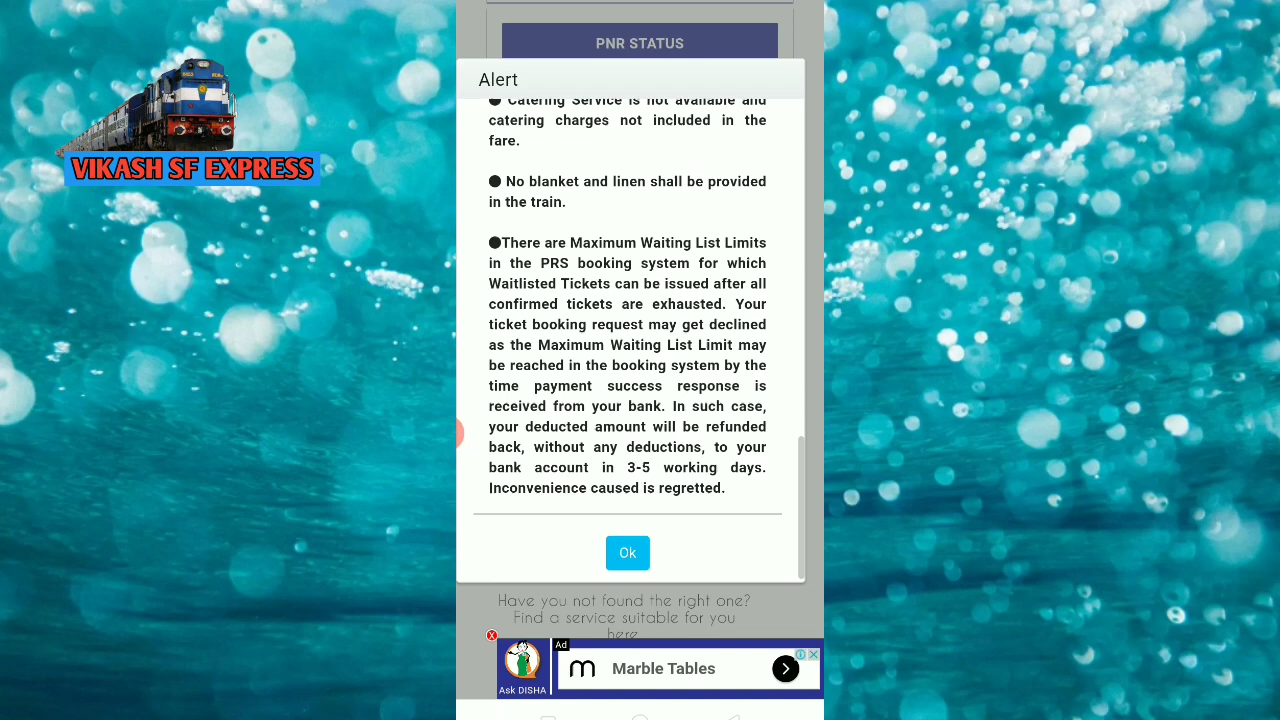 PNR STATUS
Alert
● Catering Service is not available and
catering charges not included in the
fare.
● No blanket and linen shall be provided
in the train.
●There are Maximum Waiting List Limits
in the PRS booking system for which
Waitlisted Tickets can be issued after all
confirmed tickets are exhausted. Your
ticket booking request may get declined
as the Maximum Waiting List Limit may
be reached in the booking system by the
time payment success response is
received from your bank. In such case,
your deducted amount will be refunded
back, without any deductions, to your
bank account in 3-5 working days.
Inconvenience caused is regretted.
Ok
Have you not found the right one?
Find a service suitable for you
here
X
Ad
Ask DISHA
m Marble Tables
VIKASH SF EXPRESS